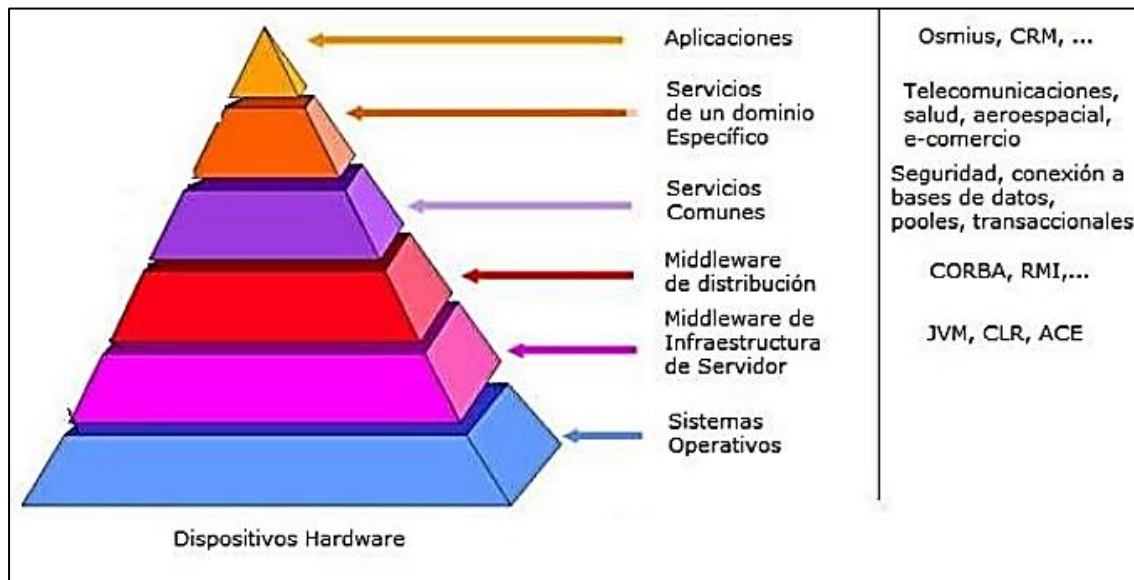 Aplicaciones
Osmius, CRM, ...
Servicios
de un dominio
Específico
Telecomunicaciones,
salud, aeroespacial,
e-comercio
Servicios
Comunes
Seguridad, conexión a
bases de datos,
pooles, transaccionales
Middleware
de distribución
CORBA, RMI,...
Middleware de
Infraestructura
de Servidor
JVM, CLR, ACE
Sistemas
Operativos
Dispositivos Hardware